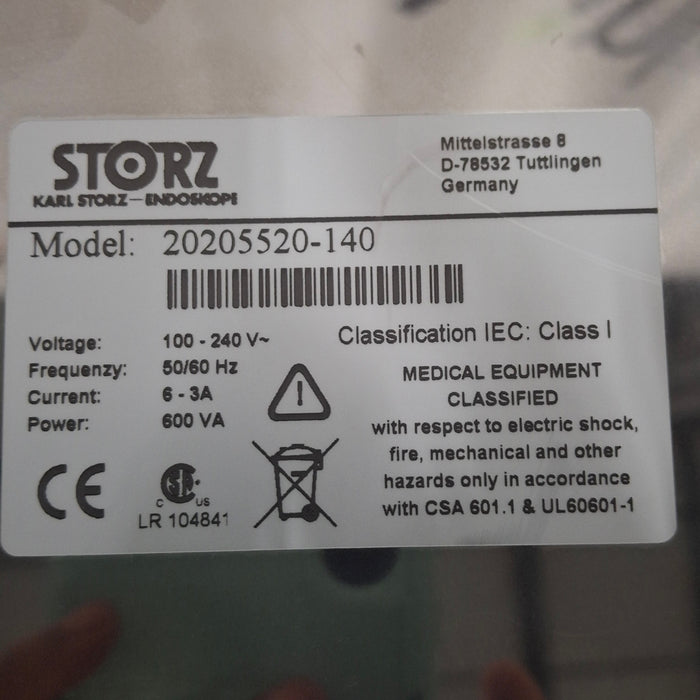 STORZ
KARL STORZ — ENDOSKOPE
Mittelstrasse 8
D-78532 Tuttlingen
Germany
Model: 20205520-140
Voltage: 100 - 240 V~
Frequenzy: 50/60 Hz
Current: 6 - 3A
Power: 600 VA
Classification IEC: Class I
MEDICAL EQUIPMENT
CLASSIFIED
with respect to electric shock,
fire, mechanical and other
hazards only in accordance
with CSA 601.1 & UL60601-1
CE
C US
LR 104841